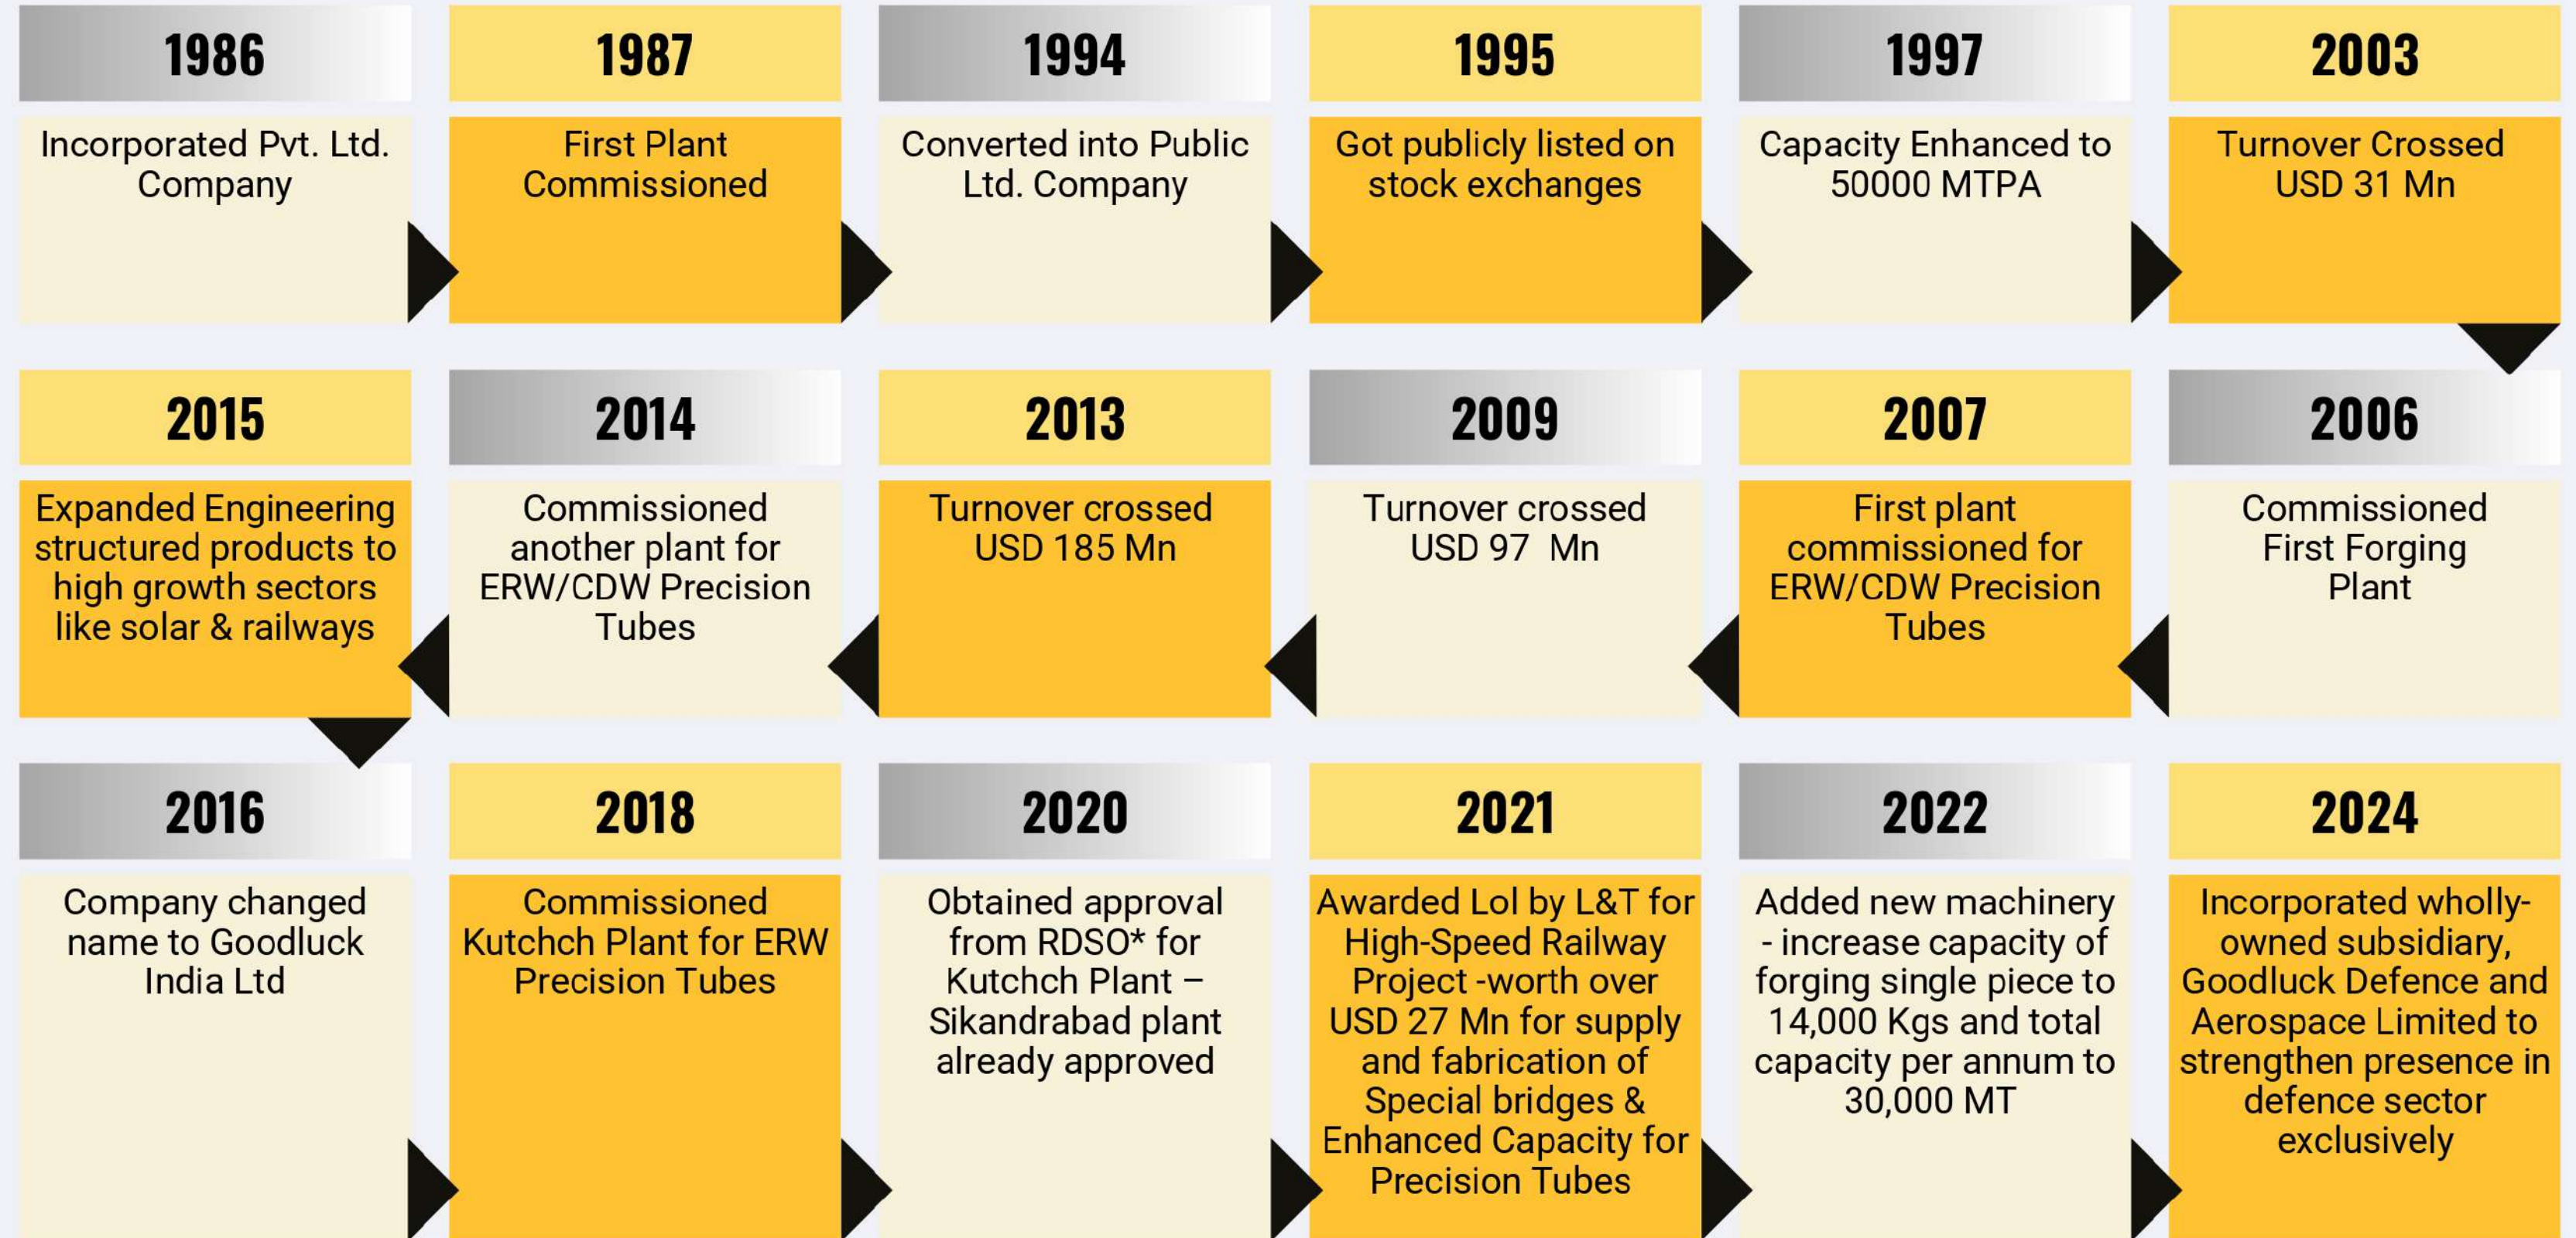 1986
Incorporated Pvt. Ltd.
Company
1987
First Plant
Commissioned
1994
Converted into Public
Ltd. Company
1995
Got publicly listed on
stock exchanges
1997
Capacity Enhanced to
50000 MTPA
2003
Turnover Crossed
USD 31 Mn
2006
Commissioned
First Forging
Plant
2007
First plant
commissioned for
ERW/CDW Precision
Tubes
2009
Turnover crossed
USD 97 Mn
2013
Turnover crossed
USD 185 Mn
2014
Commissioned
another plant for
ERW/CDW Precision
Tubes
2015
Expanded Engineering
structured products to
high growth sectors
like solar & railways
2016
Company changed
name to Goodluck
India Ltd
2018
Commissioned
Kutchch Plant for ERW
Precision Tubes
2020
Obtained approval
from RDSO* for
Kutchch Plant –
Sikandrabad plant
already approved
2021
Awarded LoI by L&T for
High-Speed Railway
Project -worth over
USD 27 Mn for supply
and fabrication of
Special bridges &
Enhanced Capacity for
Precision Tubes
2022
Added new machinery
- increase capacity of
forging single piece to
14,000 Kgs and total
capacity per annum to
30,000 MT
2024
Incorporated wholly-
owned subsidiary,
Goodluck Defence and
Aerospace Limited to
strengthen presence in
defence sector
exclusively